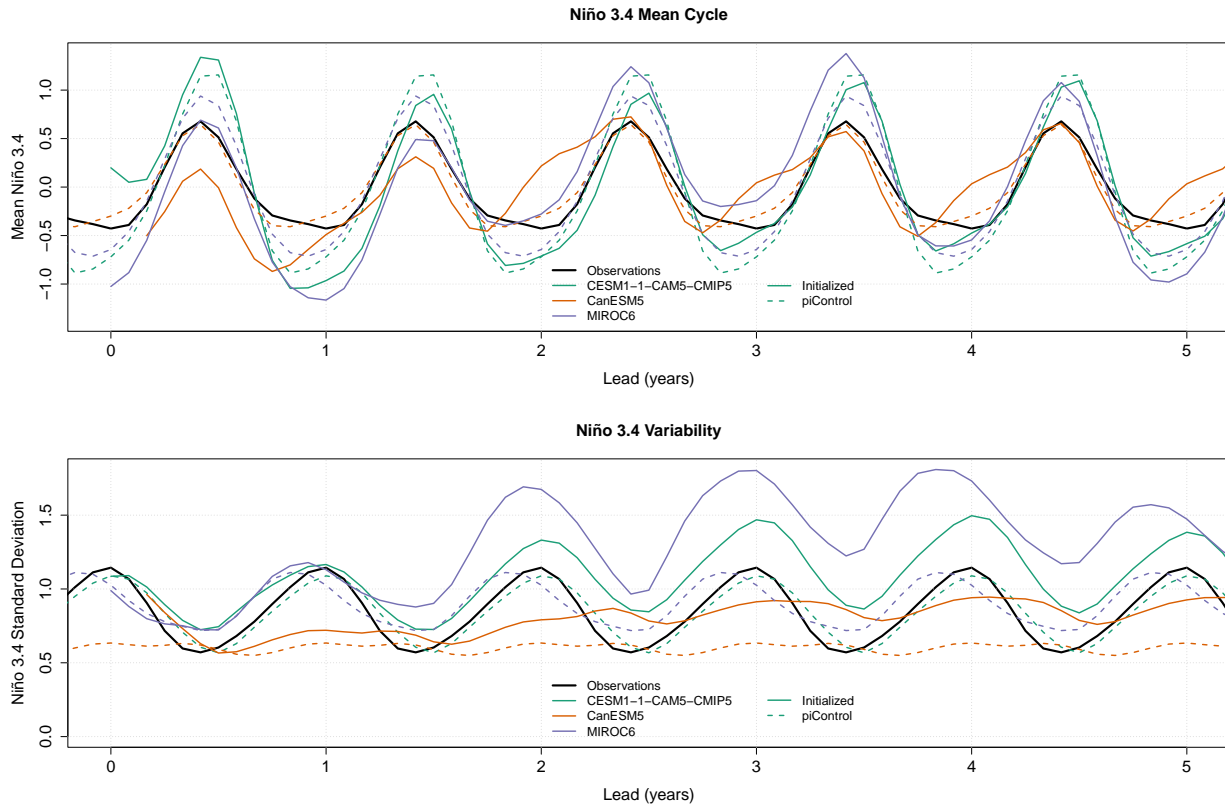 Niño 3.4 Mean Cycle
Mean Niño 3.4
1.0
0.5
0.0
−0.5
−1.0
Observations
CESM1−1−CAM5−CMIP5
CanESM5
MIROC6
Initialized
piControl
0 1 2 3 4 5
Lead (years)
Niño 3.4 Variability
Niño 3.4 Standard Deviation
1.5
1.0
0.5
0.0
Observations
CESM1−1−CAM5−CMIP5
CanESM5
MIROC6
Initialized
piControl
0 1 2 3 4 5
Lead (years)